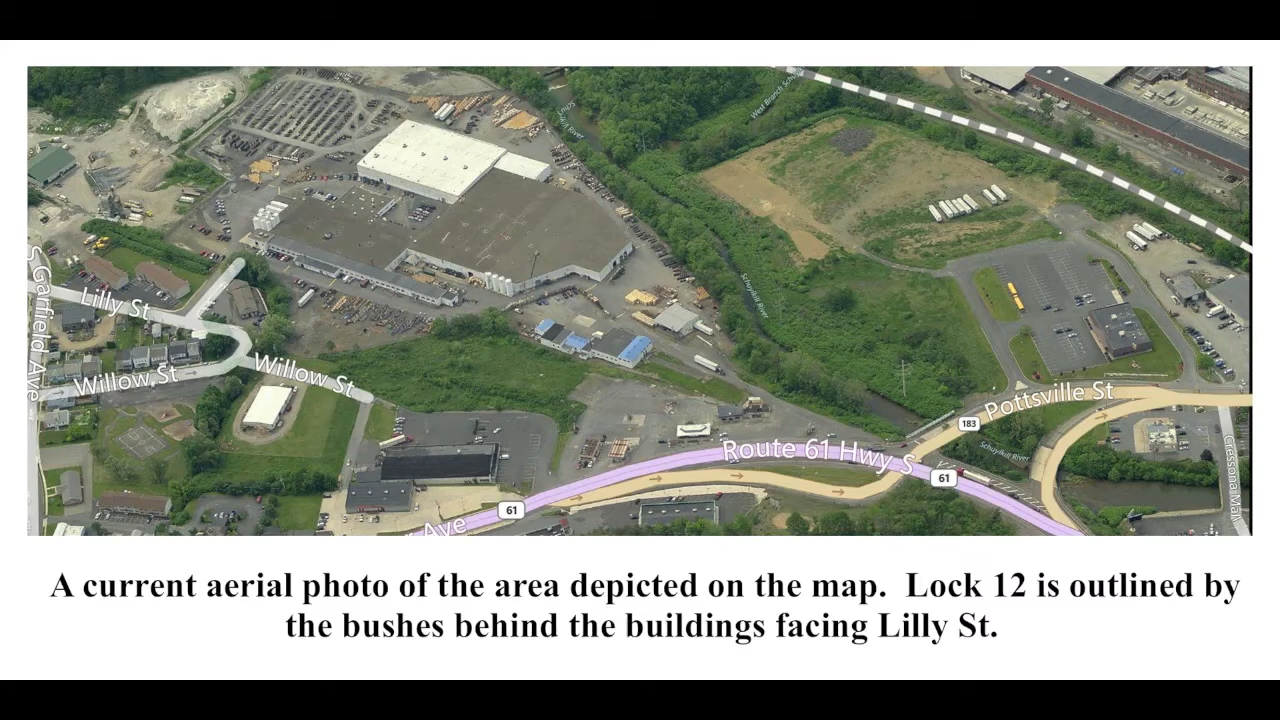 West Branch Schuylkill
Schuylkill River
S Garfield Ave
Lilly St
Willow St
Willow St
Schuylkill River
Pottsville St
183
Route 61 Hwy S
Schuylkill River
61
61
Ave
Cressona Mall
A current aerial photo of the area depicted on the map. Lock 12 is outlined by
the bushes behind the buildings facing Lilly St.